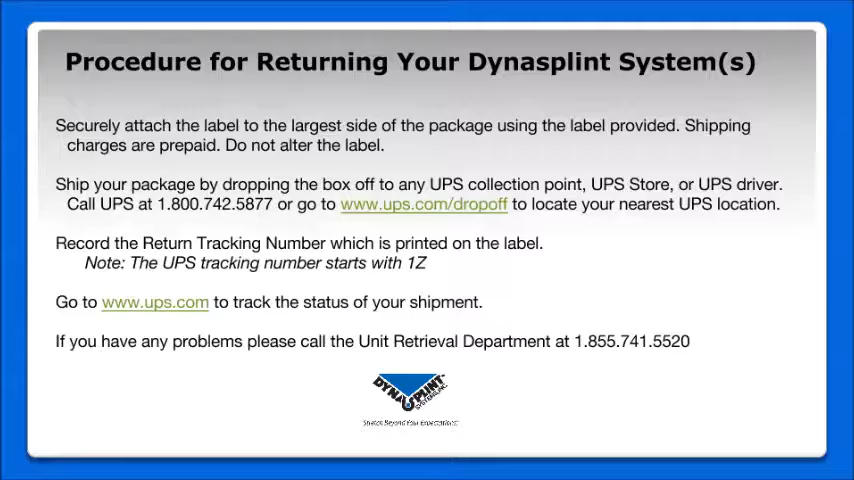 Procedure for Returning Your Dynasplint System(s)
Securely attach the label to the largest side of the package using the label provided. Shipping
charges are prepaid. Do not alter the label.
Ship your package by dropping the box off to any UPS collection point, UPS Store, or UPS driver.
Call UPS at 1.800.742.5877 or go to www.ups.com/dropoff to locate your nearest UPS location.
Record the Return Tracking Number which is printed on the label.
Note: The UPS tracking number starts with 1Z
Go to www.ups.com to track the status of your shipment.
If you have any problems please call the Unit Retrieval Department at 1.855.741.5520
DYNASPLINT
SYSTEMS, INC.
Stretch Beyond Your Expectations